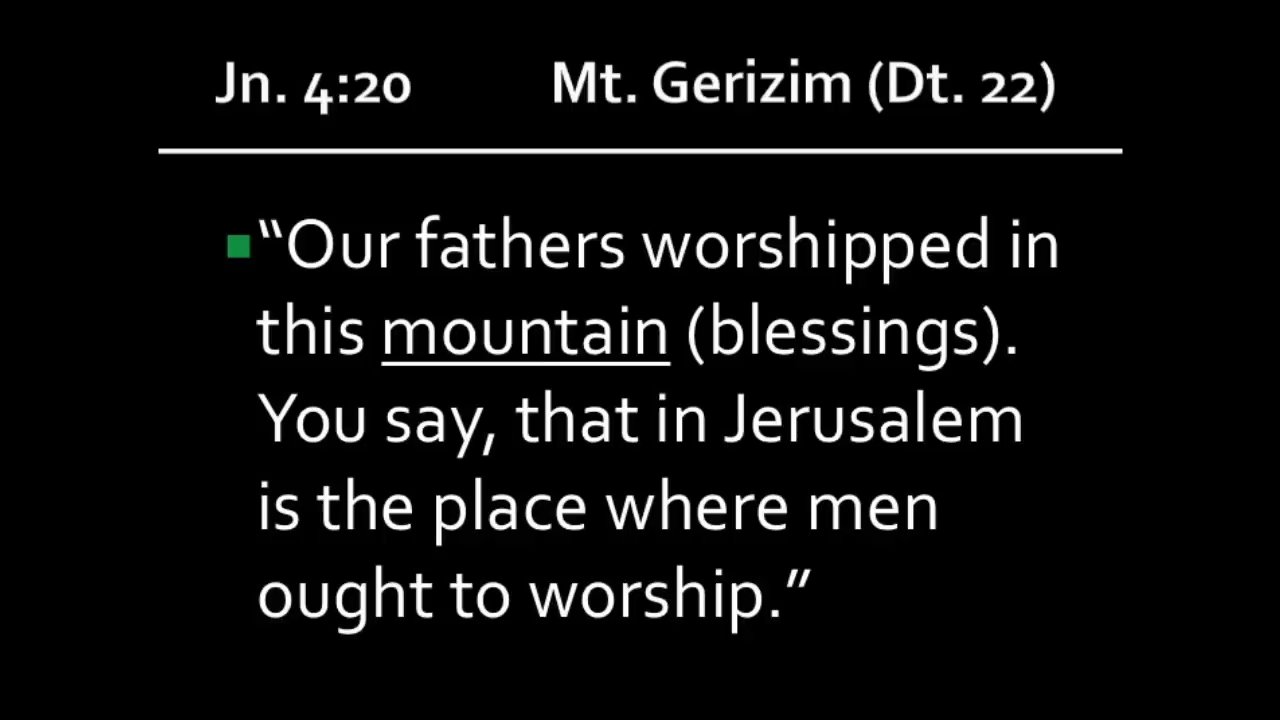 Jn. 4:20 Mt. Gerizim (Dt. 22)
“Our fathers worshipped in
this mountain (blessings).
You say, that in Jerusalem
is the place where men
ought to worship.”